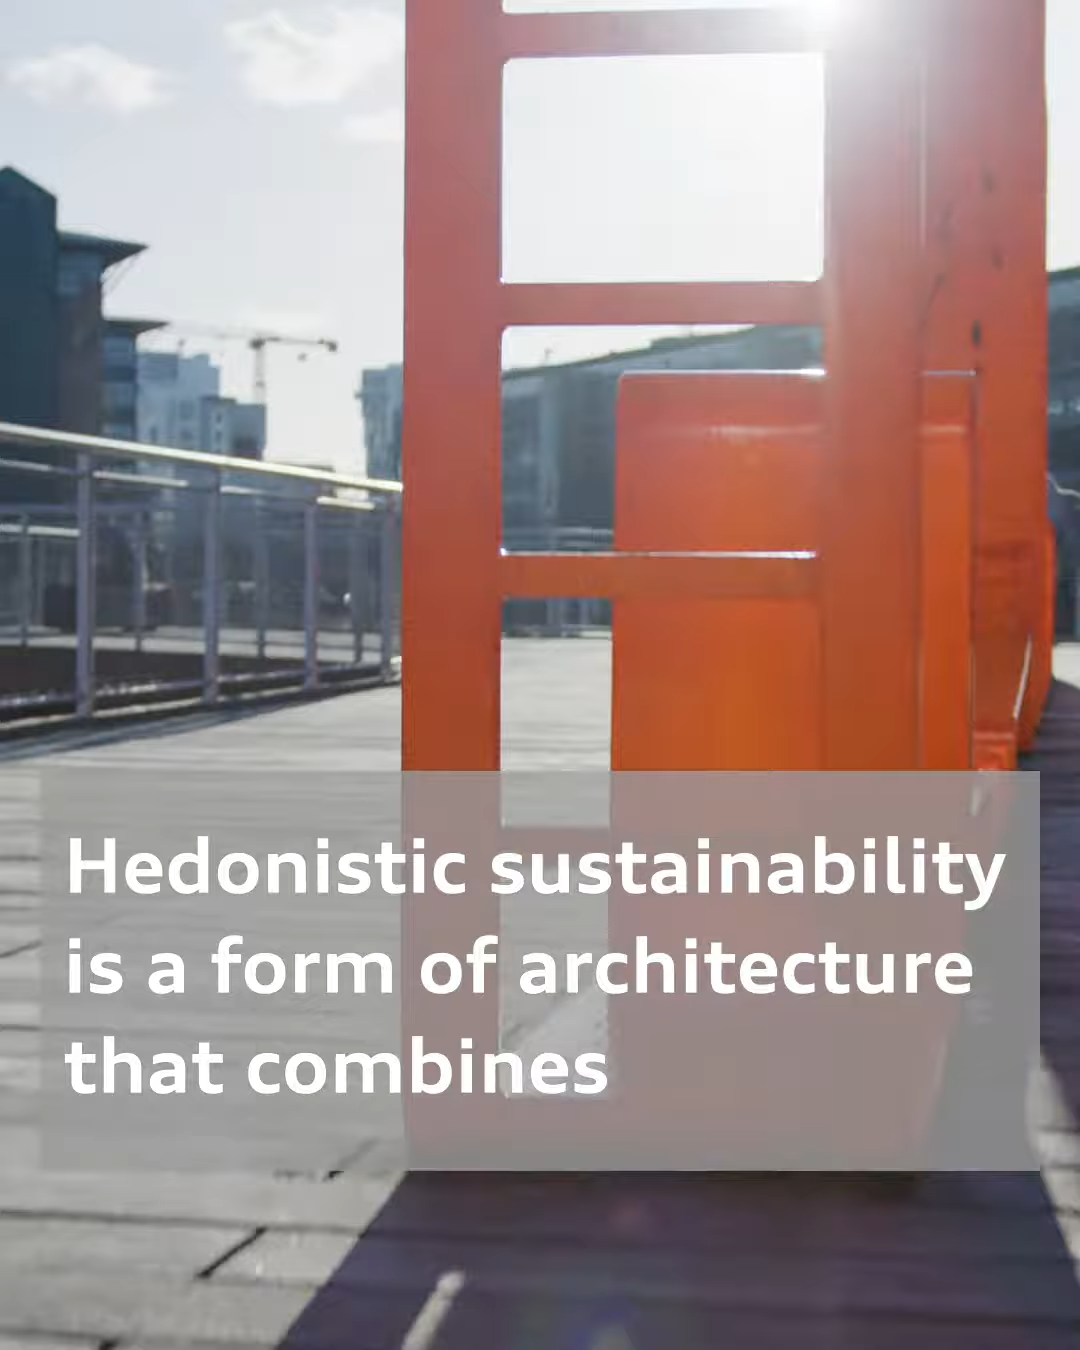 Hedonistic sustainability
is a form of architecture
that combines